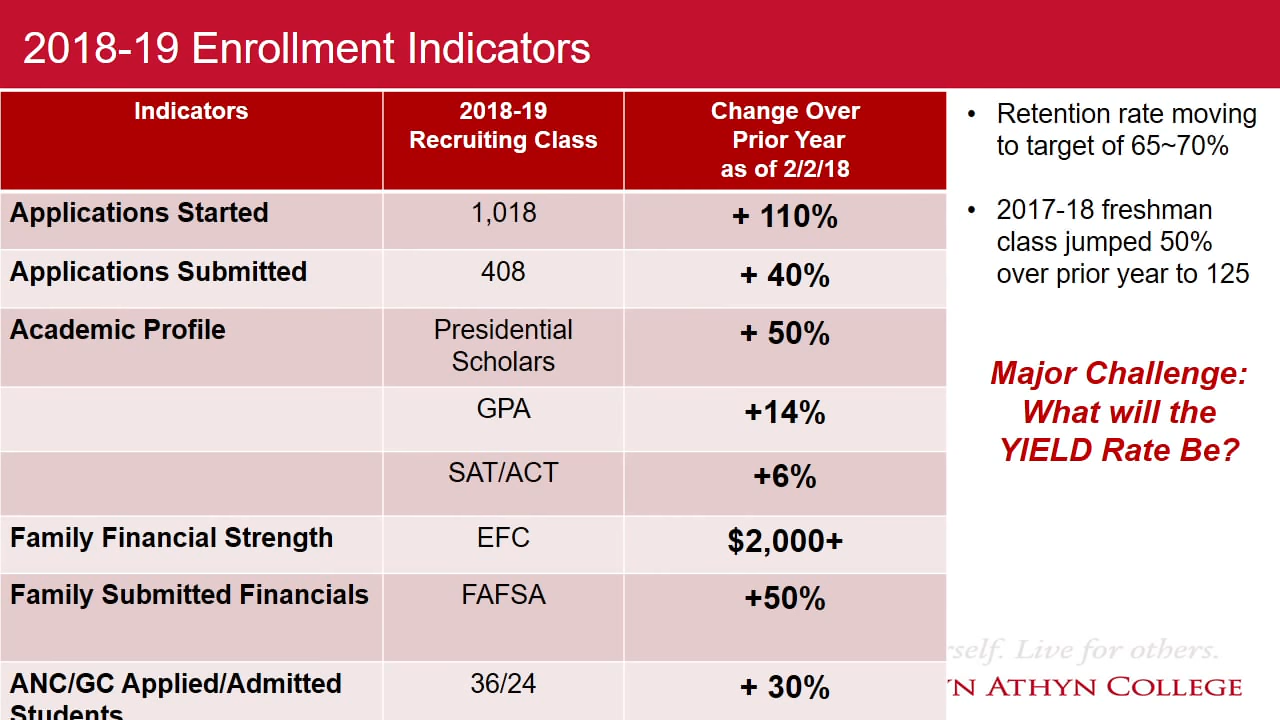 2018-19 Enrollment Indicators
Indicators
2018-19
Recruiting Class
Change Over
Prior Year
as of 2/2/18
Applications Started
1,018
+ 110%
Applications Submitted
408
+ 40%
Academic Profile
Presidential
Scholars
+ 50%
GPA
+14%
SAT/ACT
+6%
Family Financial Strength
EFC
$2,000+
Family Submitted Financials
FAFSA
+50%
ANC/GC Applied/Admitted
Students
36/24
+ 30%
• Retention rate moving
to target of 65~70%
• 2017-18 freshman
class jumped 50%
over prior year to 125
Major Challenge:
What will the
YIELD Rate Be?
rself. Live for others.
YN ATHYN COLLEGE